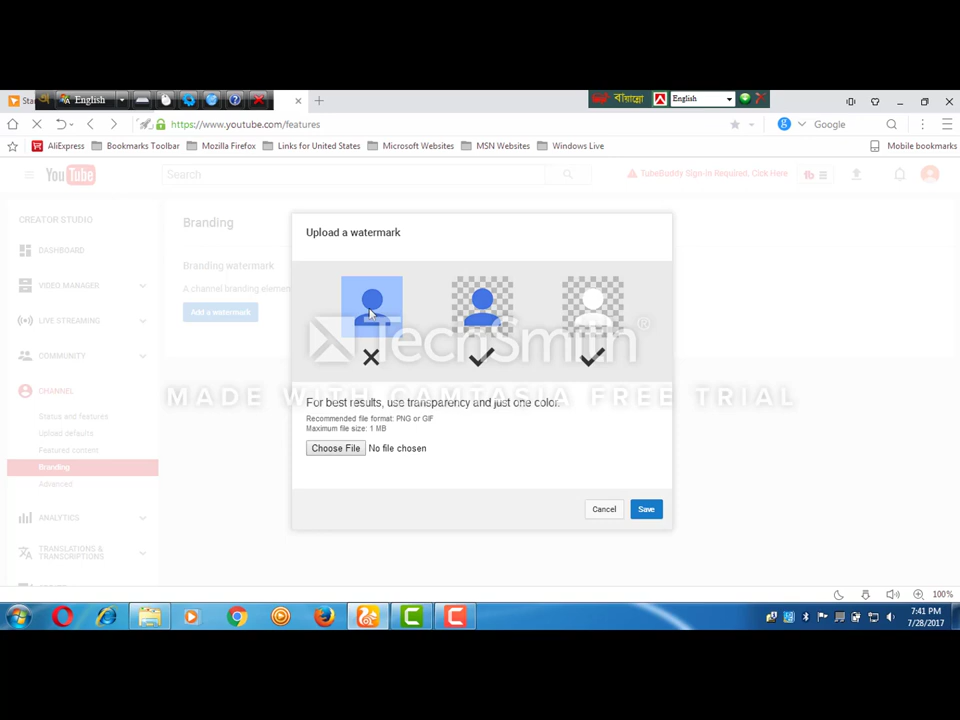 Sta
English
বায়ান্নো
English
https://www.youtube.com/features
Google
AliExpress
Bookmarks Toolbar
Mozilla Firefox
Links for United States
Microsoft Websites
MSN Websites
Windows Live
Mobile bookmarks
YouTube
Search
TubeBuddy Sign-In Required. Click Here
CREATOR STUDIO
DASHBOARD
VIDEO MANAGER
LIVE STREAMING
COMMUNITY
CHANNEL
Status and features
Upload defaults
Featured content
Branding
Advanced
ANALYTICS
TRANSLATIONS &
TRANSCRIPTIONS
Branding
Branding watermark
A channel branding elemen
Add a watermark
Upload a watermark
TechSmith®
MADE WITH CAMTASIA FREE TRIAL
For best results, use transparency and just one color.
Recommended file format: PNG or GIF
Maximum file size: 1 MB
Choose File No file chosen
Cancel
Save
100%
7:41 PM
7/28/2017